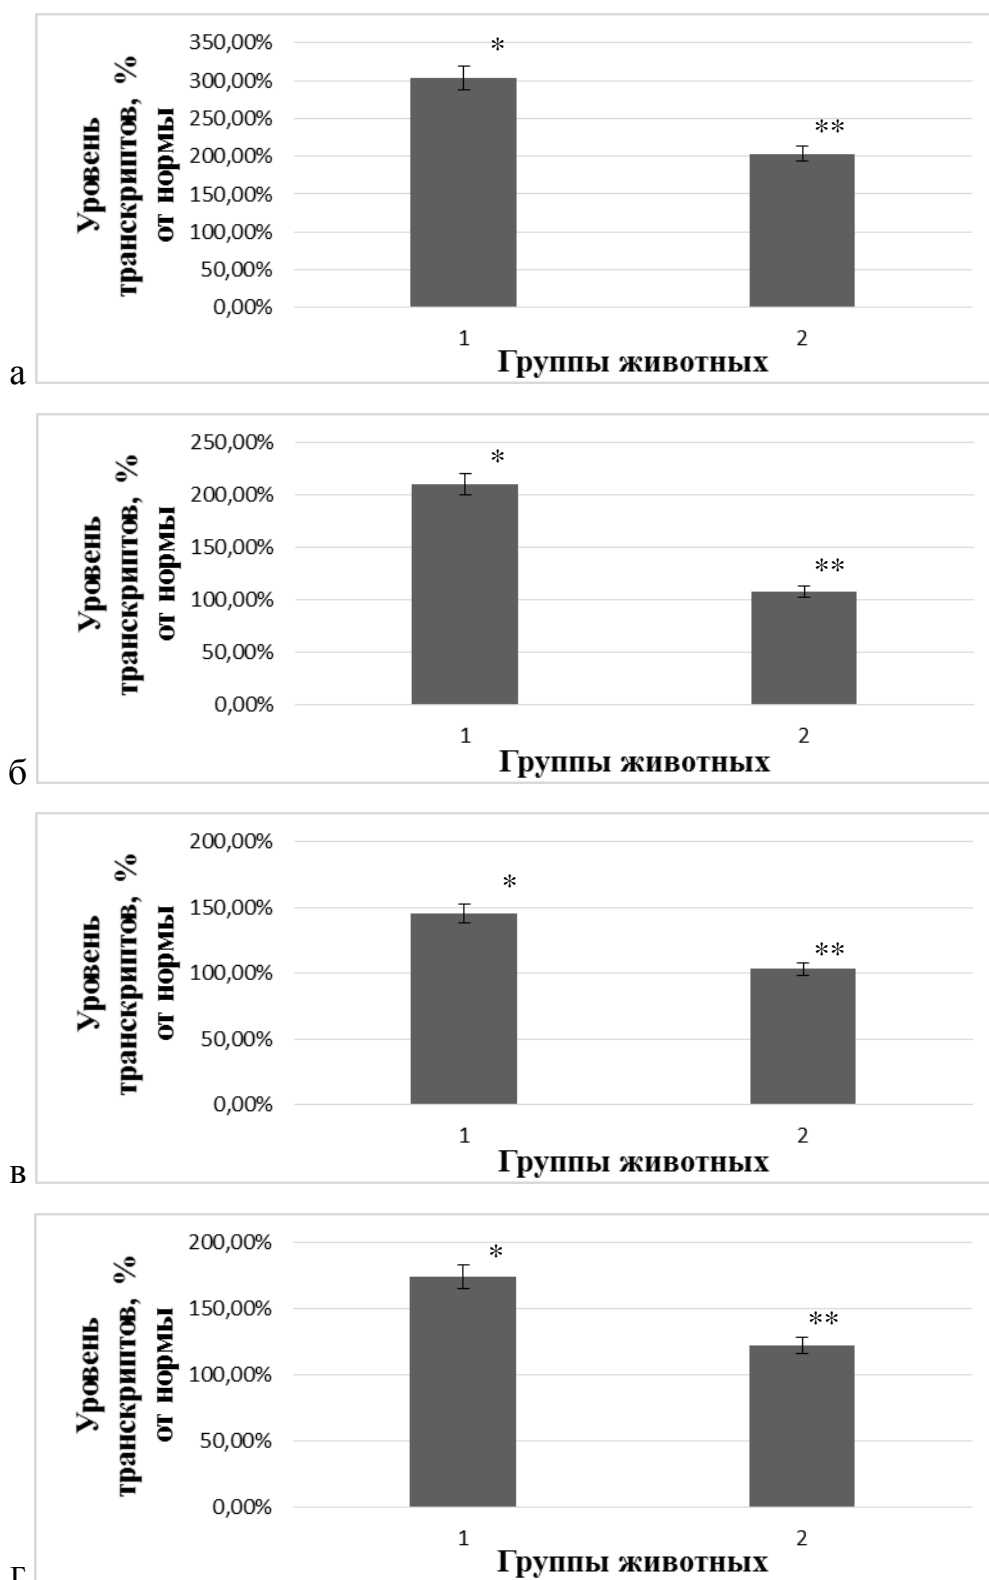 350,00%
*
300,00%
250,00%
**
200,00%
150,00%
100,00%
50,00%
0,00%
Уровень
транскриптов, %
от нормы
1
2
Группы животных
а
250,00%
*
200,00%
150,00%
**
100,00%
50,00%
0,00%
Уровень
транскриптов, %
от нормы
1
2
Группы животных
б
200,00%
*
150,00%
**
100,00%
50,00%
0,00%
Уровень
транскриптов, %
от нормы
1
2
Группы животных
в
200,00%
*
150,00%
**
100,00%
50,00%
0,00%
Уровень
транскриптов, %
от нормы
1
2
Группы животных
г